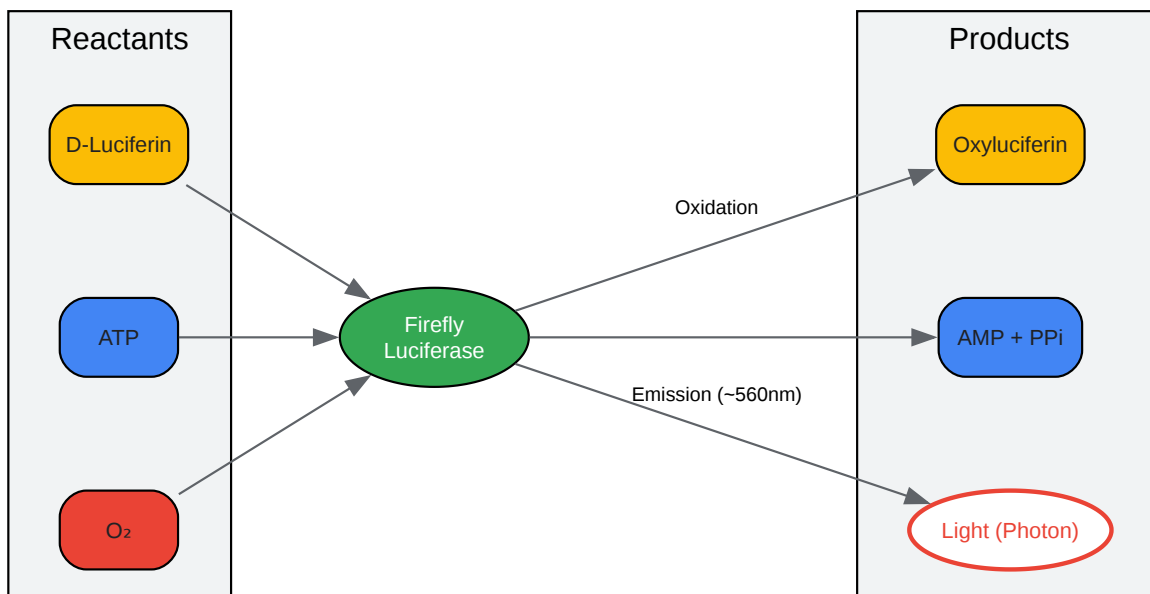 Reactants
Products
D-Luciferin
Oxyluciferin
Oxidation
ATP
Firefly
Luciferase
AMP + PPi
Emission (~560nm)
O₂
Light (Photon)